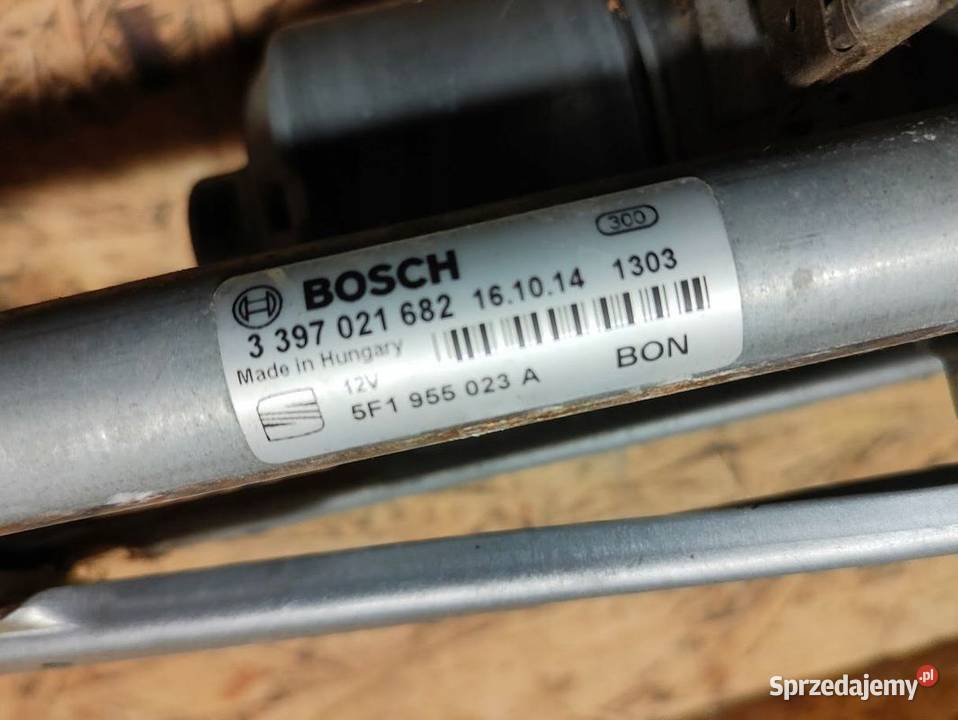 300
BOSCH
3 397 021 682 16.10.14 1303
Made in Hungary
12V
BON
5F1 955 023 A
Sprzedajemy.pl